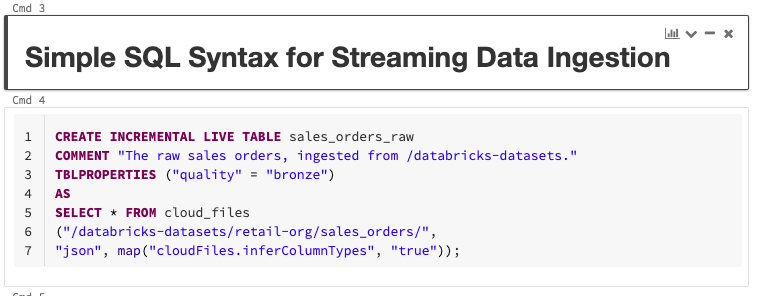 Cmd 3
Simple SQL Syntax for Streaming Data Ingestion
Cmd 4
1 CREATE INCREMENTAL LIVE TABLE sales_orders_raw
2 COMMENT "The raw sales orders, ingested from /databricks-datasets."
3 TBLPROPERTIES ("quality" = "bronze")
4 AS
5 SELECT * FROM cloud_files
6 ("/databricks-datasets/retail-org/sales_orders/",
7 "json", map("cloudFiles.inferColumnTypes", "true"));
Cmd 5